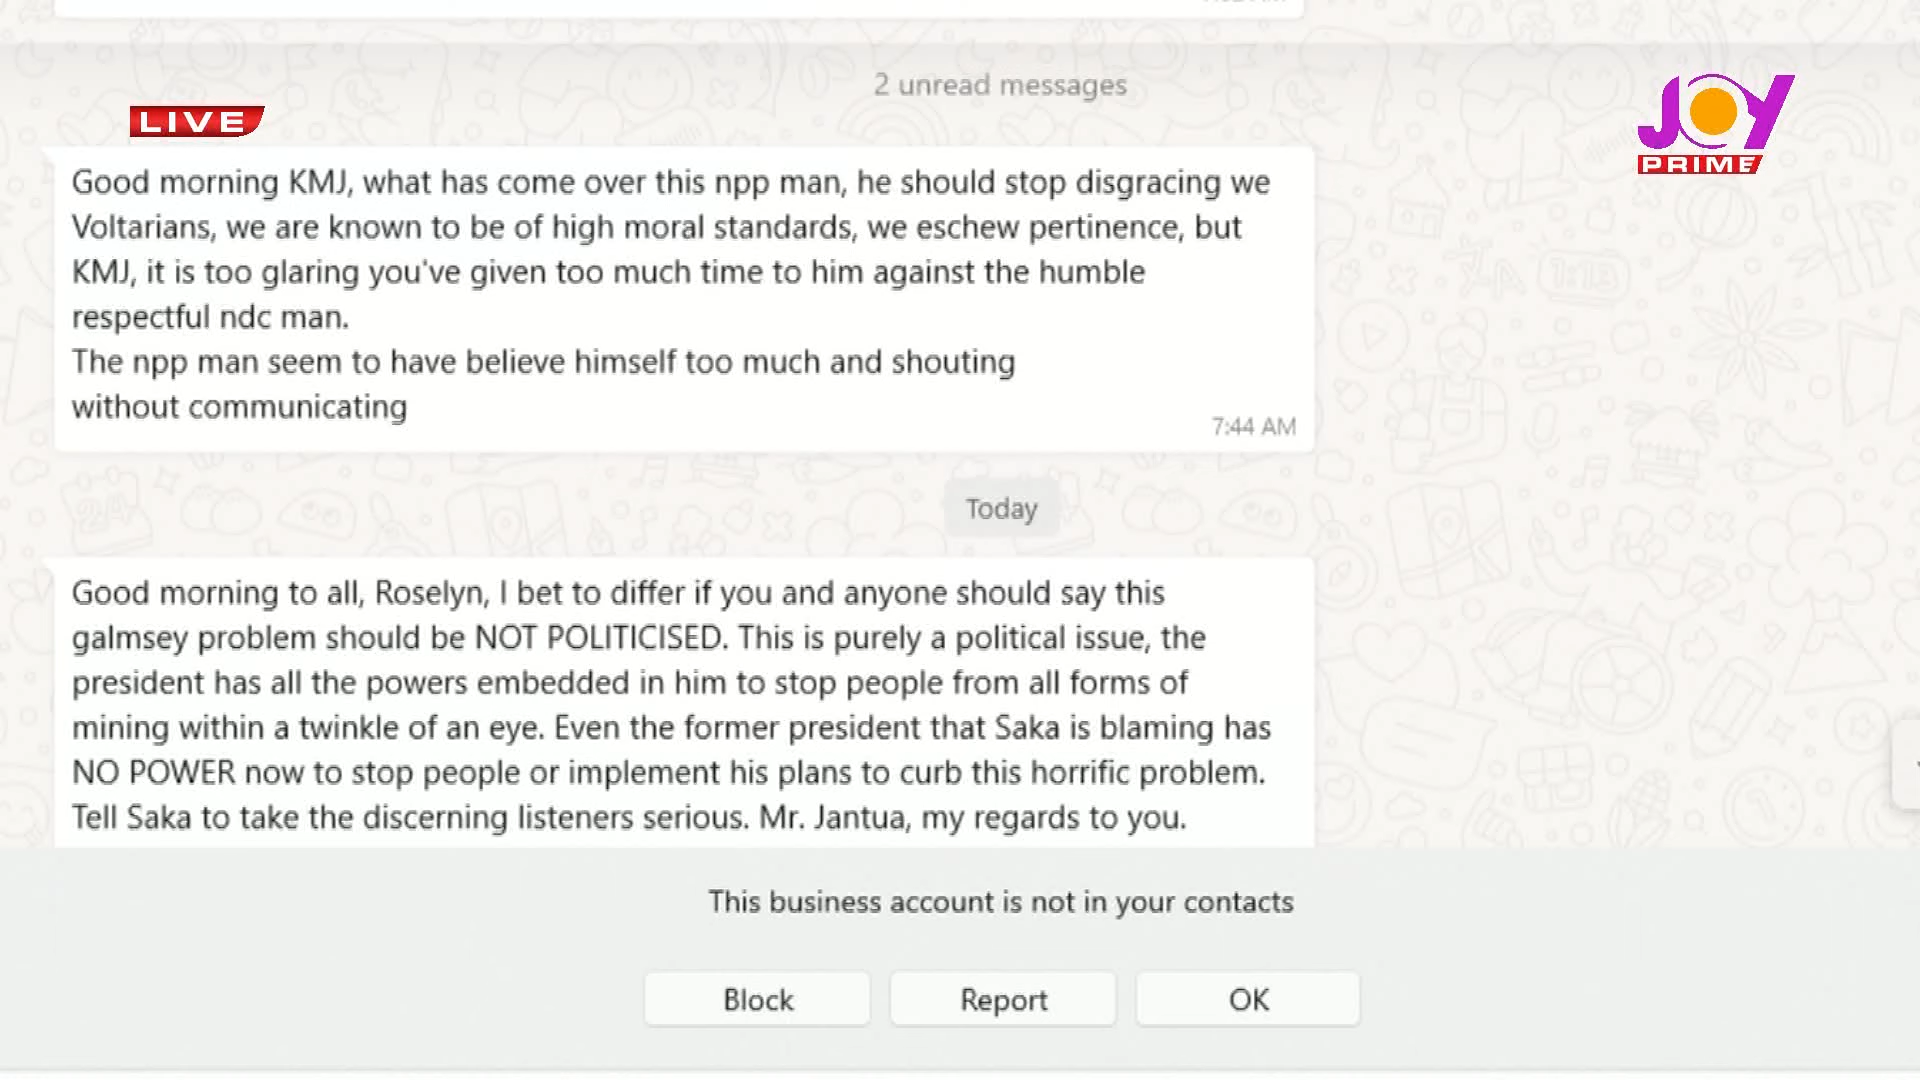 2 unread messages
LIVE
JOY
PRIME
Good morning KMJ, what has come over this npp man, he should stop disgracing we
Voltarians, we are known to be of high moral standards, we eschew pertinence, but
KMJ, it is too glaring you've given too much time to him against the humble
respectful ndc man.
The npp man seem to have believe himself too much and shouting
without communicating
7:44 AM
Today
Good morning to all, Roselyn, I bet to differ if you and anyone should say this
galmsey problem should be NOT POLITICISED. This is purely a political issue, the
president has all the powers embedded in him to stop people from all forms of
mining within a twinkle of an eye. Even the former president that Saka is blaming has
NO POWER now to stop people or implement his plans to curb this horrific problem.
Tell Saka to take the discerning listeners serious. Mr. Jantua, my regards to you.
This business account is not in your contacts
Block
Report
OK